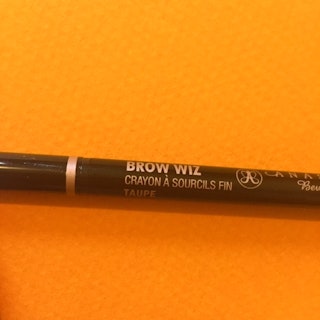 BROW WIZ
CRAYON À SOURCILS FIN
TAUPE